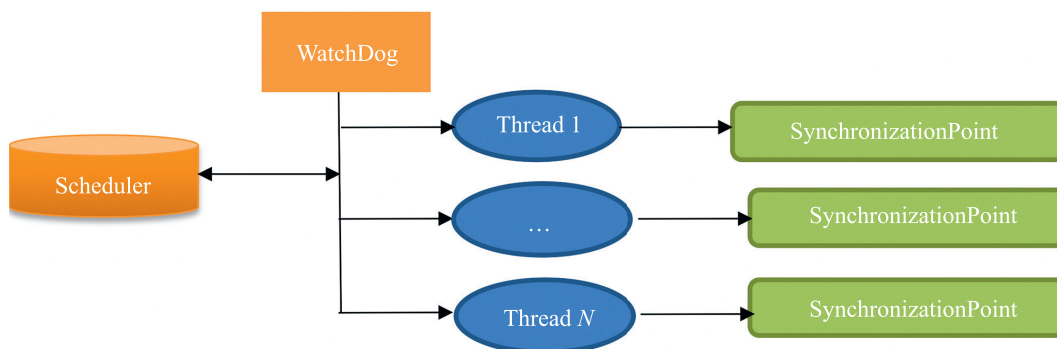 WatchDog
Thread 1
SynchronizationPoint
Scheduler
...
SynchronizationPoint
Thread N
SynchronizationPoint